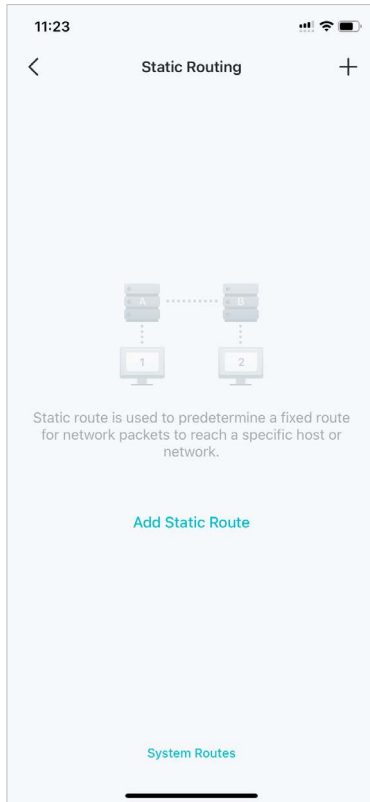 11:23
Static Routing
A
B
1
2
Static route is used to predetermine a fixed route
for network packets to reach a specific host or
network.
Add Static Route
System Routes